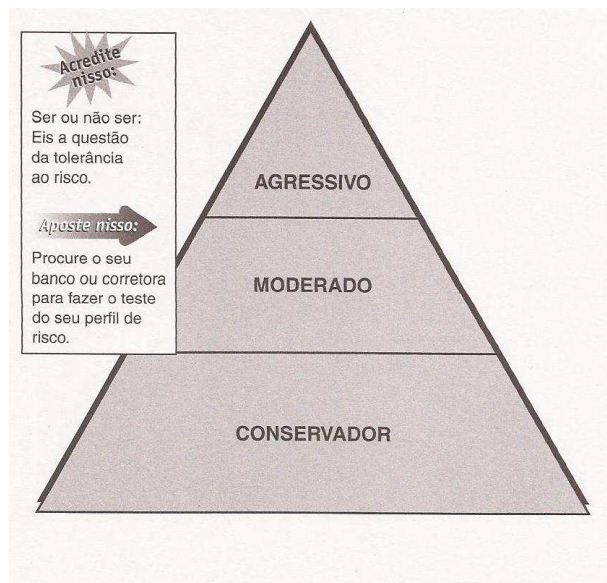 Acredite
nisso:
Ser ou não ser:
Eis a questão
da tolerância
ao risco.
Aposte nisso:
Procure o seu
banco ou corretora
para fazer o teste
do seu perfil de
risco.
AGRESSIVO
MODERADO
CONSERVADOR